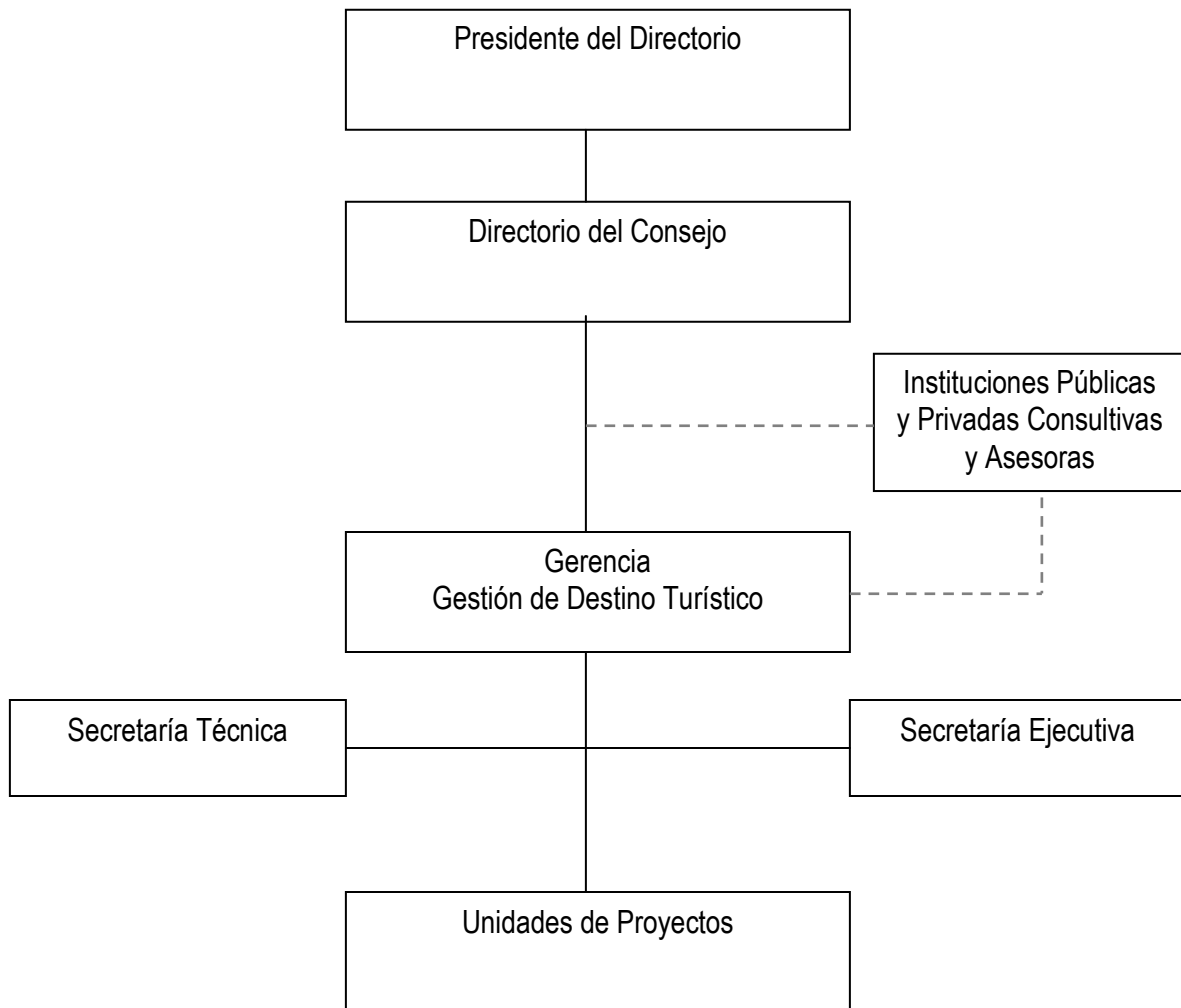 Presidente del Directorio
Directorio del Consejo
Instituciones Públicas
y Privadas Consultivas
y Asesoras
Gerencia
Gestión de Destino Turístico
Secretaría Técnica
Secretaría Ejecutiva
Unidades de Proyectos